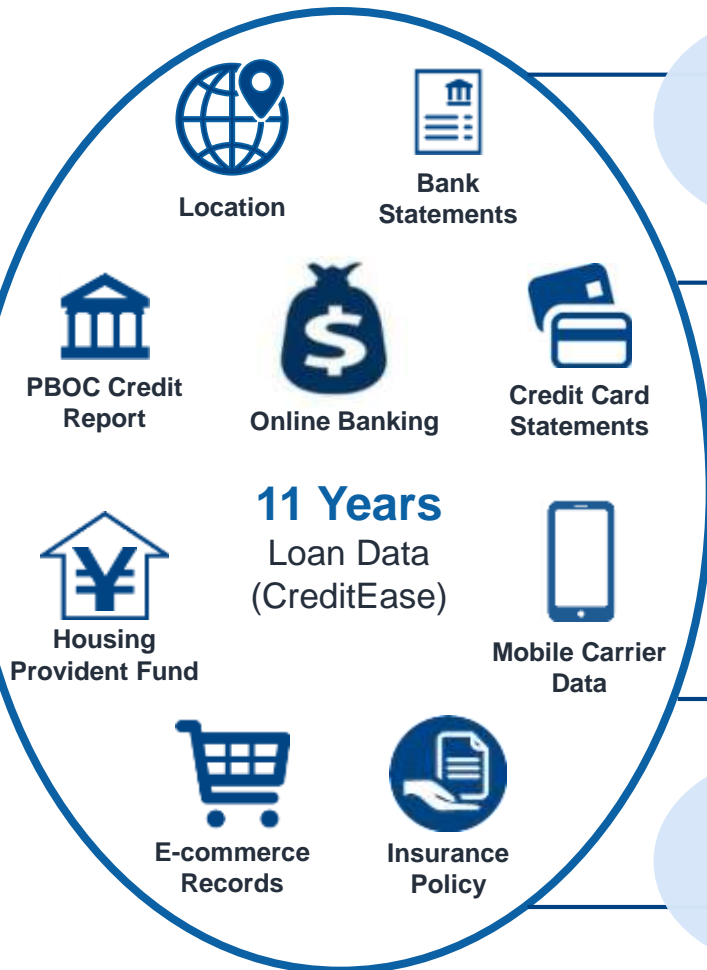 Location
Bank
Statements
PBOC Credit
Report
$
Online Banking
Credit Card
Statements
11 Years
Loan Data
(CreditEase)
¥
Housing
Provident Fund
Mobile Carrier
Data
E-commerce
Records
Insurance
Policy